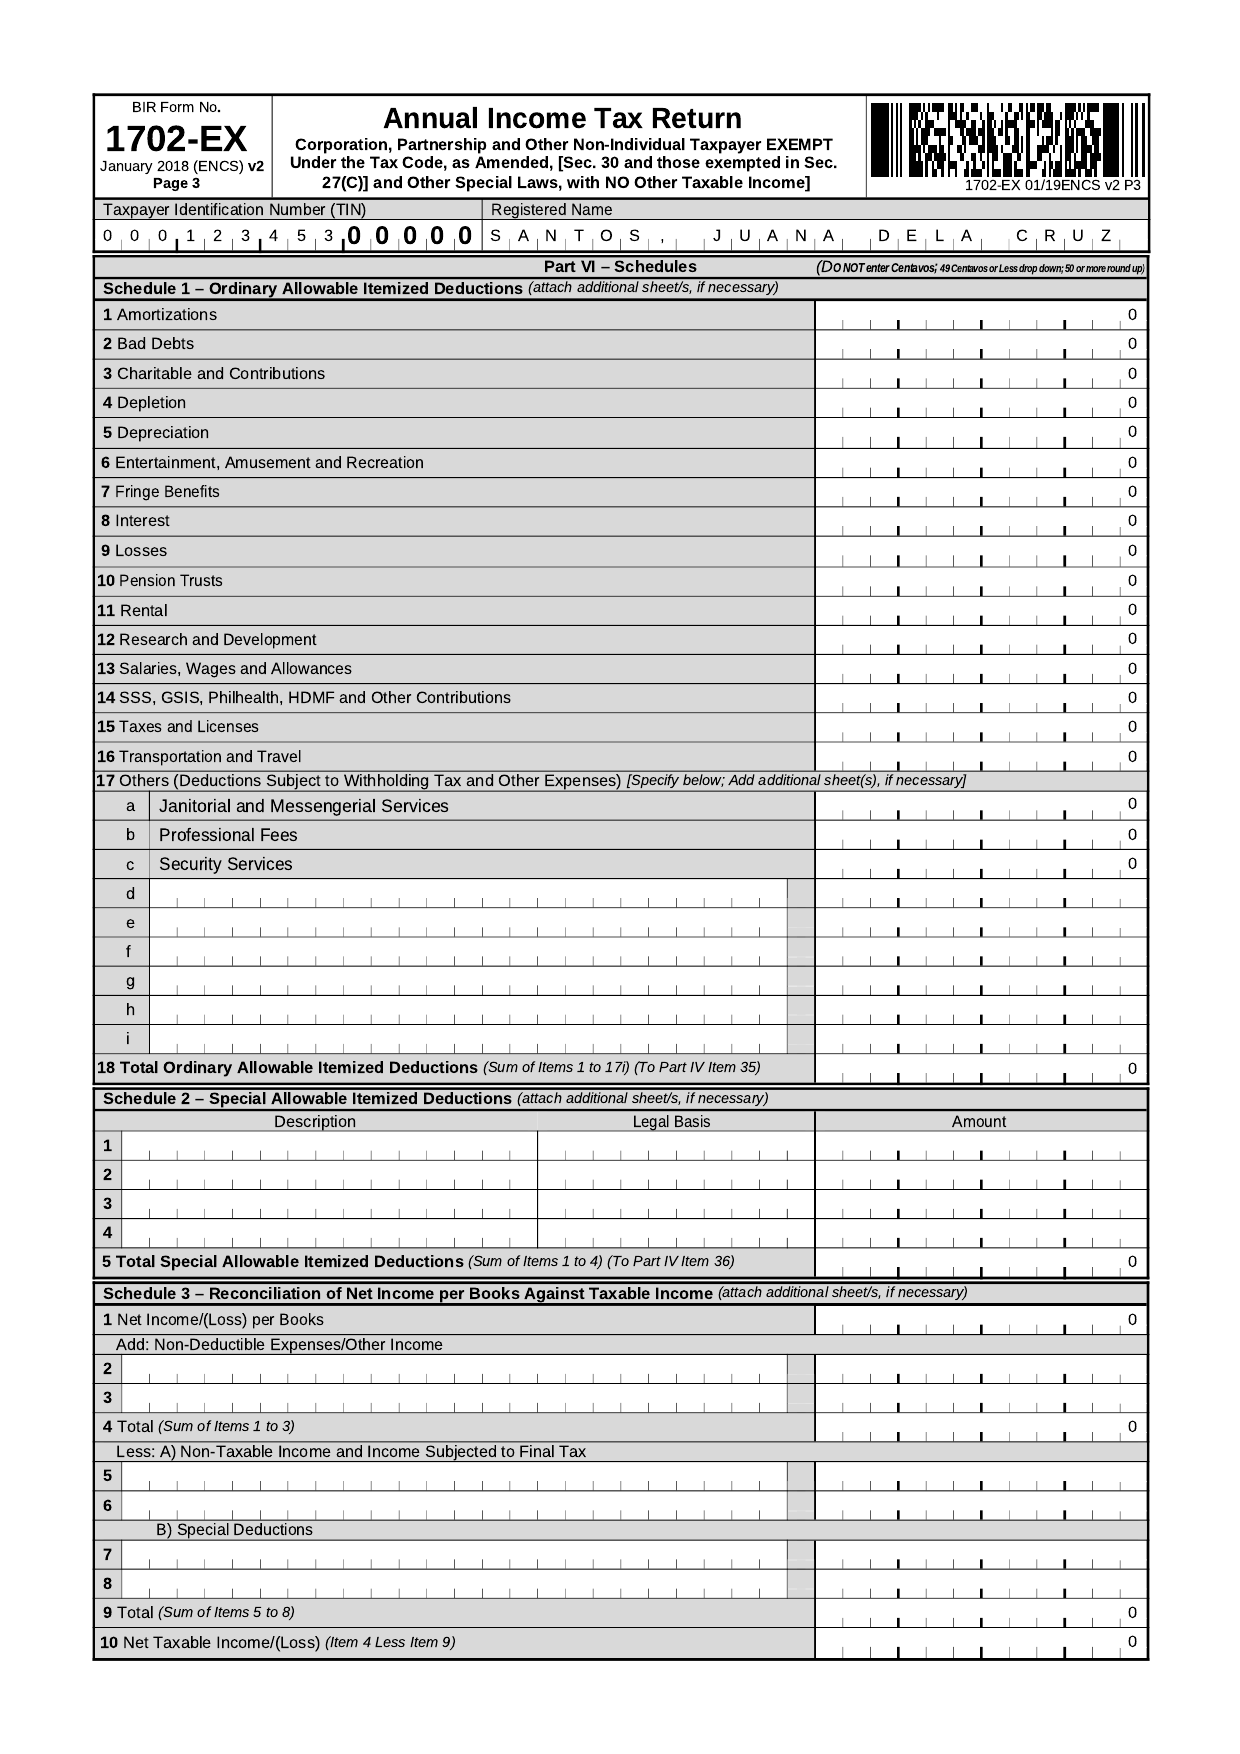 BIR Form No.
1702-EX
January 2018 (ENCS) v2
Page 3
Annual Income Tax Return
Corporation, Partnership and Other Non-Individual Taxpayer EXEMPT
Under the Tax Code, as Amended, [Sec. 30 and those exempted in Sec.
27(C)] and Other Special Laws, with NO Other Taxable Income]
1702-EX 01/19ENCS v2 P3
Taxpayer Identification Number (TIN) Registered Name
0 0 0 1 2 3 4 5 3 0 0 0 0 0 S A N T O S , J U A N A D E L A C R U Z
Part VI – Schedules (DO NOT enter Centavos; 49 Centavos or Less drop down; 50 or more round up)
Schedule 1 – Ordinary Allowable Itemized Deductions (attach additional sheet/s, if necessary)
1 Amortizations 0
2 Bad Debts 0
3 Charitable and Contributions 0
4 Depletion 0
5 Depreciation 0
6 Entertainment, Amusement and Recreation 0
7 Fringe Benefits 0
8 Interest 0
9 Losses 0
10 Pension Trusts 0
11 Rental 0
12 Research and Development 0
13 Salaries, Wages and Allowances 0
14 SSS, GSIS, Philhealth, HDMF and Other Contributions 0
15 Taxes and Licenses 0
16 Transportation and Travel 0
17 Others (Deductions Subject to Withholding Tax and Other Expenses) [Specify below; Add additional sheet(s), if necessary]
a Janitorial and Messengerial Services 0
b Professional Fees 0
c Security Services 0
d
e
f
g
h
i
18 Total Ordinary Allowable Itemized Deductions (Sum of Items 1 to 17i) (To Part IV Item 35) 0
Schedule 2 – Special Allowable Itemized Deductions (attach additional sheet/s, if necessary)
Description Legal Basis Amount
1
2
3
4
5 Total Special Allowable Itemized Deductions (Sum of Items 1 to 4) (To Part IV Item 36) 0
Schedule 3 – Reconciliation of Net Income per Books Against Taxable Income (attach additional sheet/s, if necessary)
1 Net Income/(Loss) per Books 0
Add: Non-Deductible Expenses/Other Income
2
3
4 Total (Sum of Items 1 to 3) 0
Less: A) Non-Taxable Income and Income Subjected to Final Tax
5
6
B) Special Deductions
7
8
9 Total (Sum of Items 5 to 8) 0
10 Net Taxable Income/(Loss) (Item 4 Less Item 9) 0